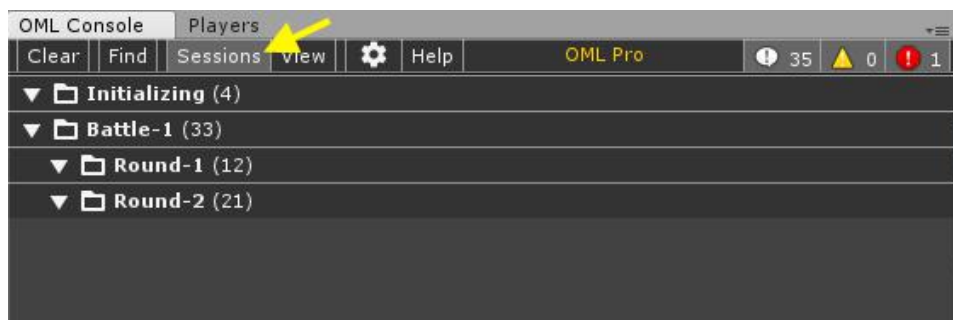 OML Console Players
Clear Find Sessions View Help OML Pro 35 0 1
Initializing (4)
Battle-1 (33)
Round-1 (12)
Round-2 (21)